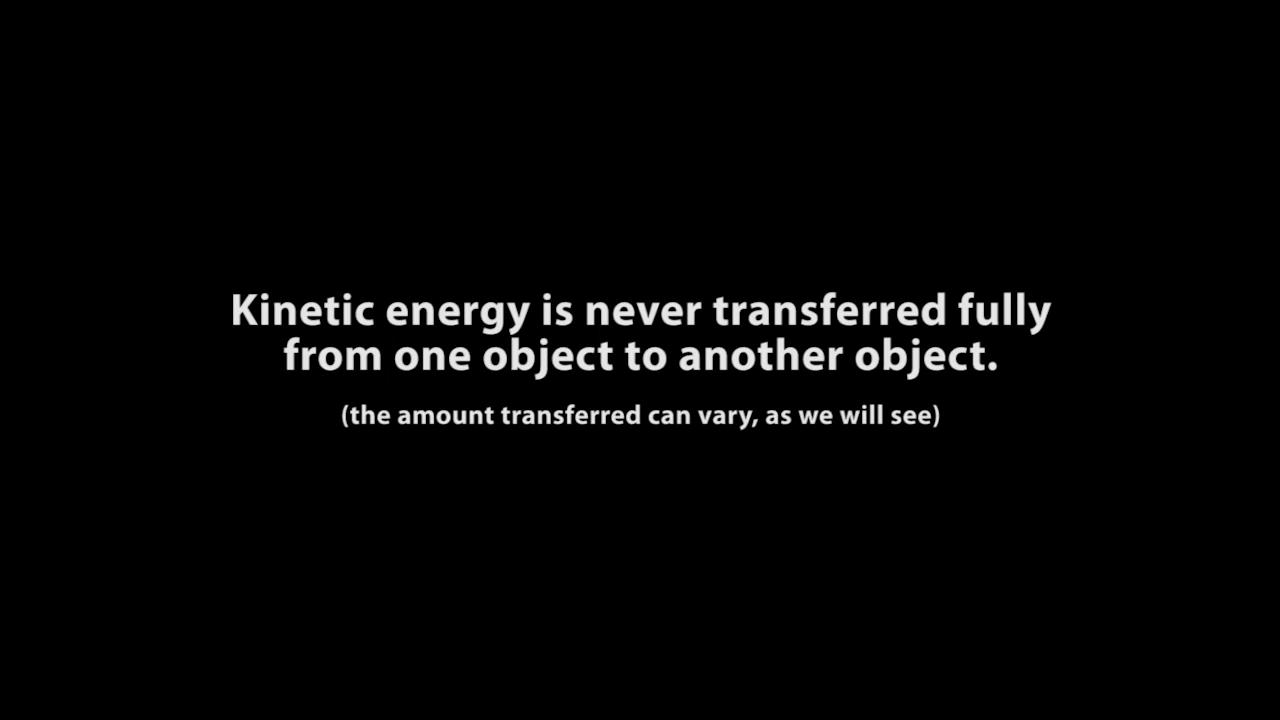 Kinetic energy is never transferred fully
from one object to another object.
(the amount transferred can vary, as we will see)